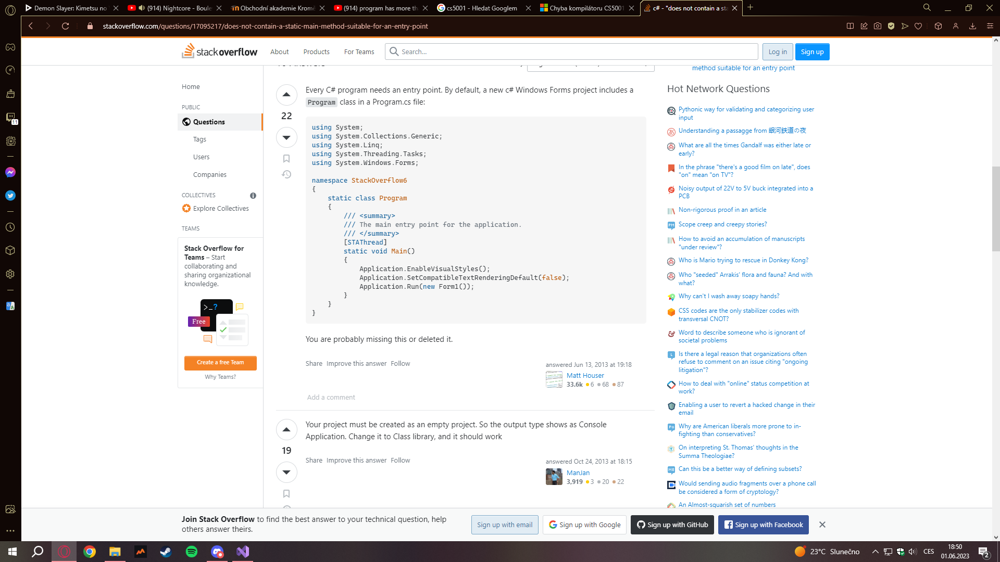 Demon Slayer: Kimetsu no
(914) Nightcore - Boule
Obchodní akademie Kromě
(914) program has more th
cs5001 - Hledat Googlem
Chyba kompilátoru CS5001
c# - "does not contain a sta
stackoverflow.com/questions/17095217/does-not-contain-a-static-main-method-suitable-for-an-entry-point
stackoverflow
About
Products
For Teams
Search...
Log in
Sign up
Home
PUBLIC
Questions
Tags
Users
Companies
COLLECTIVES
Explore Collectives
TEAMS
Stack Overflow for
Teams – Start
collaborating and
sharing organizational
knowledge.
>_?
Free
Create a free Team
Why Teams?
11
22
Every C# program needs an entry point. By default, a new c# Windows Forms project includes a
Program class in a Program.cs file:
using System;
using System.Collections.Generic;
using System.Linq;
using System.Threading.Tasks;
using System.Windows.Forms;
namespace StackOverflow6
{
static class Program
{
/// <summary>
/// The main entry point for the application.
/// </summary>
[STAThread]
static void Main()
{
Application.EnableVisualStyles();
Application.SetCompatibleTextRenderingDefault(false);
Application.Run(new Form1());
}
}
}
You are probably missing this or deleted it.
Share Improve this answer Follow
answered Jun 13, 2013 at 19:18
Matt Houser
33.6k 6 68 87
Add a comment
19
Your project must be created as an empty project. So the output type shows as Console
Application. Change it to Class library, and it should work
Share Improve this answer Follow
answered Oct 24, 2013 at 18:15
ManJan
3,919 3 20 22
method suitable for an entry point
Hot Network Questions
Pythonic way for validating and categorizing user
input
Understanding a passagge from 銀河鉄道の夜
What are all the times Gandalf was either late or
early?
In the phrase "there's a good film on late", does
"on" mean "on TV"?
Noisy output of 22V to 5V buck integrated into a
PCB
Non-rigorous proof in an article
Scope creep and creepy stories?
How to avoid an accumulation of manuscripts
"under review"?
Who is Mario trying to rescue in Donkey Kong?
Who "seeded" Arrakis' flora and fauna? And with
what?
Why can't I wash away soapy hands?
CSS codes are the only stabilizer codes with
transversal CNOT?
Word to describe someone who is ignorant of
societal problems
Is there a legal reason that organizations often
refuse to comment on an issue citing "ongoing
litigation"?
How to deal with "online" status competition at
work?
Enabling a user to revert a hacked change in their
email
Why are American liberals more prone to in-
fighting than conservatives?
On interpreting St. Thomas' thoughts in the
Summa Theologiae?
Can this be a better way of defining subsets?
Would sending audio fragments over a phone call
be considered a form of cryptology?
An Almost-squarish set of numbers
Join Stack Overflow to find the best answer to your technical question, help
others answer theirs.
Sign up with email
Sign up with Google
Sign up with GitHub
Sign up with Facebook
23°C Slunečno
CES
18:50
01.06.2023
2